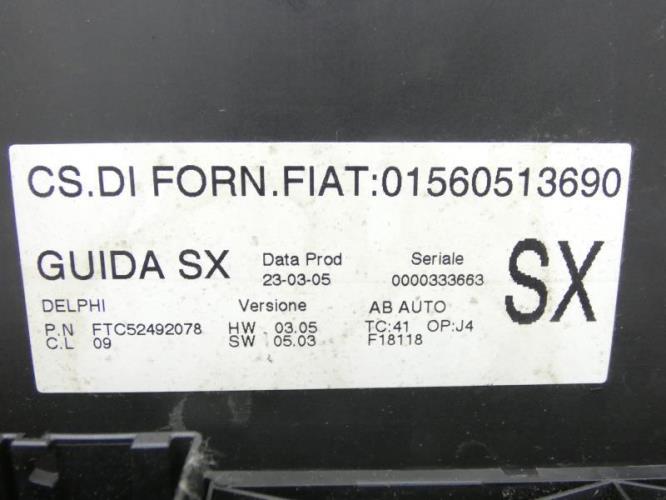 CS.DI FORN.FIAT:01560513690
GUIDA SX Data Prod Seriale SX
23-03-05 0000333663
DELPHI Versione AB AUTO
P.N FTC52492078 HW 03.05 TC:41 OP:J4
C.L 09 SW 05.03 F18118